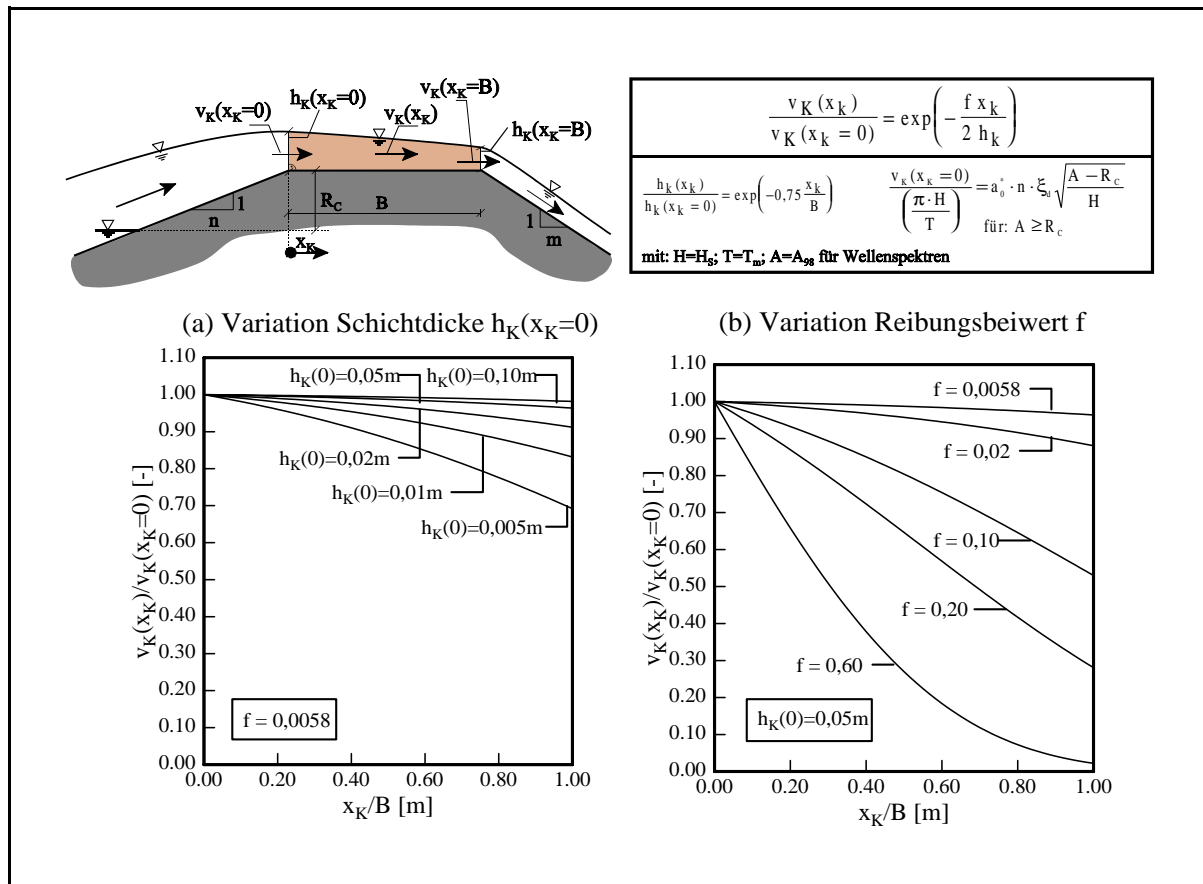 v_K(x_K=0)
h_K(x_K=0)
v_K(x_K)
v_K(x_K=B)
h_K(x_K=B)
1
n
R_C
B
1
m
x_K
v_K(x_k) / v_K(x_k = 0) = exp(- f x_k / 2 h_k)
h_k(x_k) / h_k(x_k = 0) = exp(-0,75 x_k / B)
v_K(x_K = 0) / (π · H / T) = a_0^* · n · ξ_d √(A – R_C / H)
für: A ≥ R_C
mit: H=H_S; T=T_m; A=A_98 für Wellenspektren
(a) Variation Schichtdicke h_K(x_K=0)
1.10
1.00
0.90
0.80
0.70
0.60
0.50
0.40
0.30
0.20
0.10
0.00
v_K(x_K)/v_K(x_K=0) [-]
h_K(0)=0,05m
h_K(0)=0,10m
h_K(0)=0,02m
h_K(0)=0,01m
h_K(0)=0,005m
f = 0,0058
0.00 0.20 0.40 0.60 0.80 1.00
x_K/B [m]
(b) Variation Reibungsbeiwert f
1.10
1.00
0.90
0.80
0.70
0.60
0.50
0.40
0.30
0.20
0.10
0.00
v_K(x_K)/v_K(x_K=0) [-]
f = 0,0058
f = 0,02
f = 0,10
f = 0,20
f = 0,60
h_K(0)=0,05m
0.00 0.20 0.40 0.60 0.80 1.00
x_K/B [m]